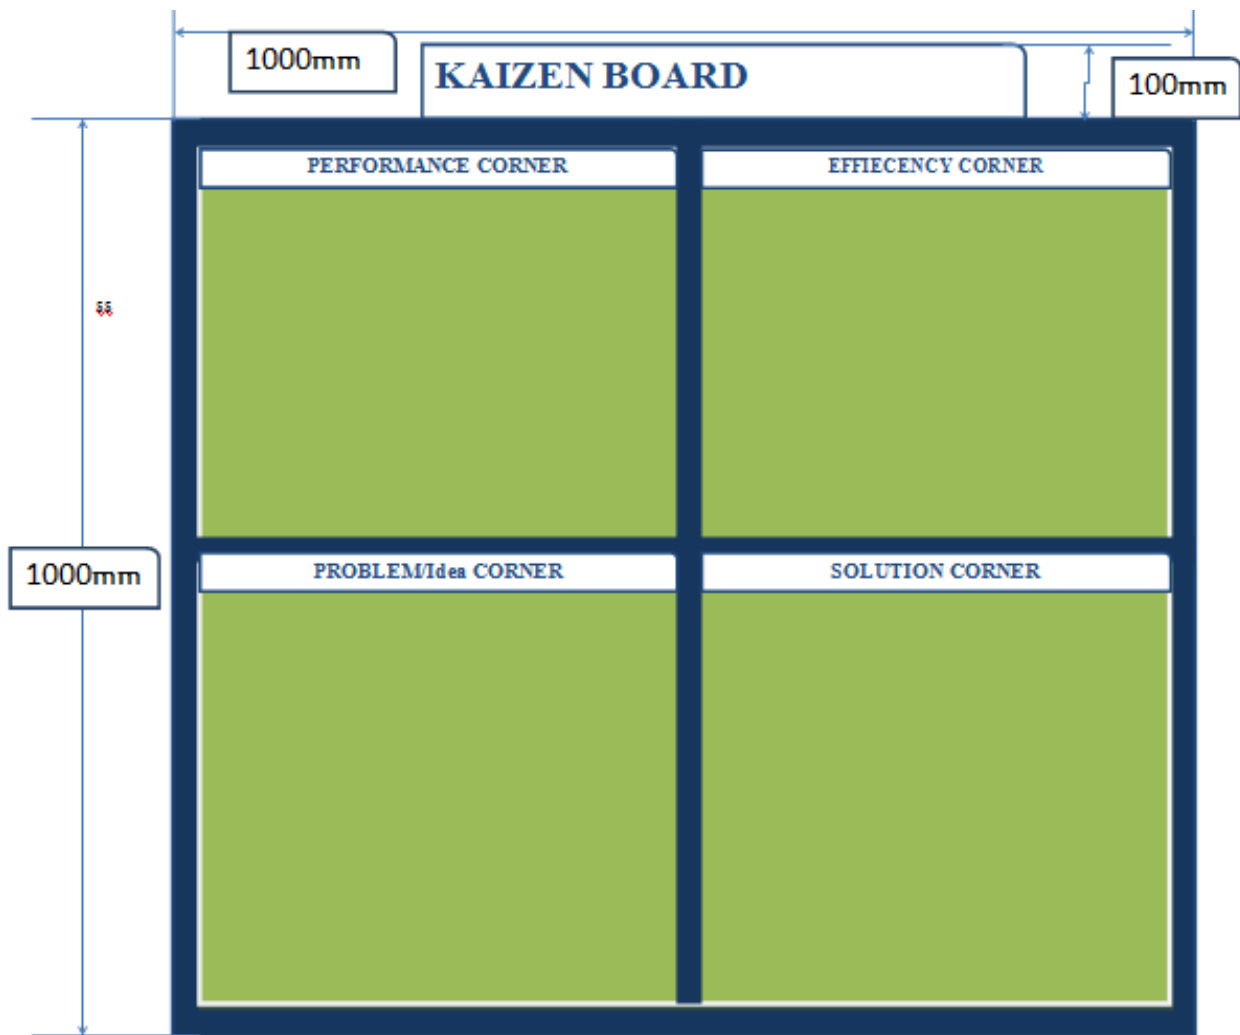 1000mm
KAIZEN BOARD
100mm
PERFORMANCE CORNER
EFFIECENCY CORNER
1000mm
PROBLEM/Idea CORNER
SOLUTION CORNER